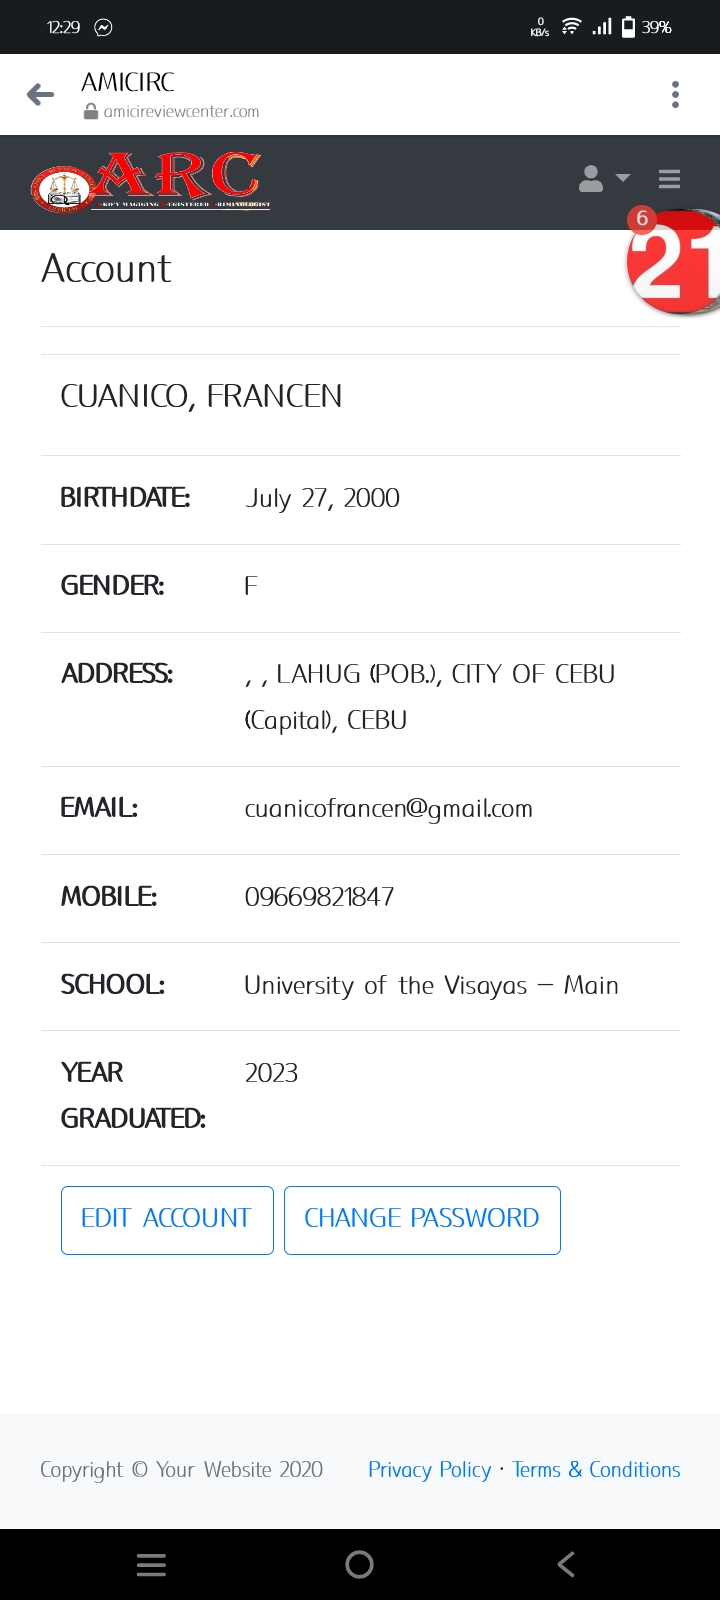 12:29
0
KB/s
39%
AMICIRC
amicireviewcenter.com
ARC
6
21
Account
CUANICO, FRANCEN
BIRTHDATE: July 27, 2000
GENDER: F
ADDRESS: , , LAHUG (POB.), CITY OF CEBU
(Capital), CEBU
EMAIL: cuanicofrancen@gmail.com
MOBILE: 09669821847
SCHOOL: University of the Visayas – Main
YEAR 2023
GRADUATED:
EDIT ACCOUNT CHANGE PASSWORD
Copyright © Your Website 2020 Privacy Policy · Terms & Conditions